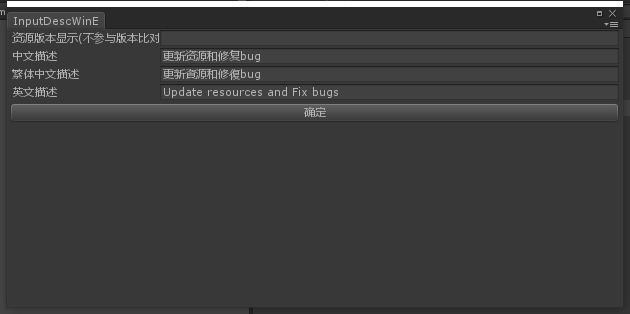 InputDescWinE
资源版本显示(不参与版本比对
中文描述 更新资源和修复bug
繁体中文描述 更新資源和修復bug
英文描述 Update resources and Fix bugs
确定